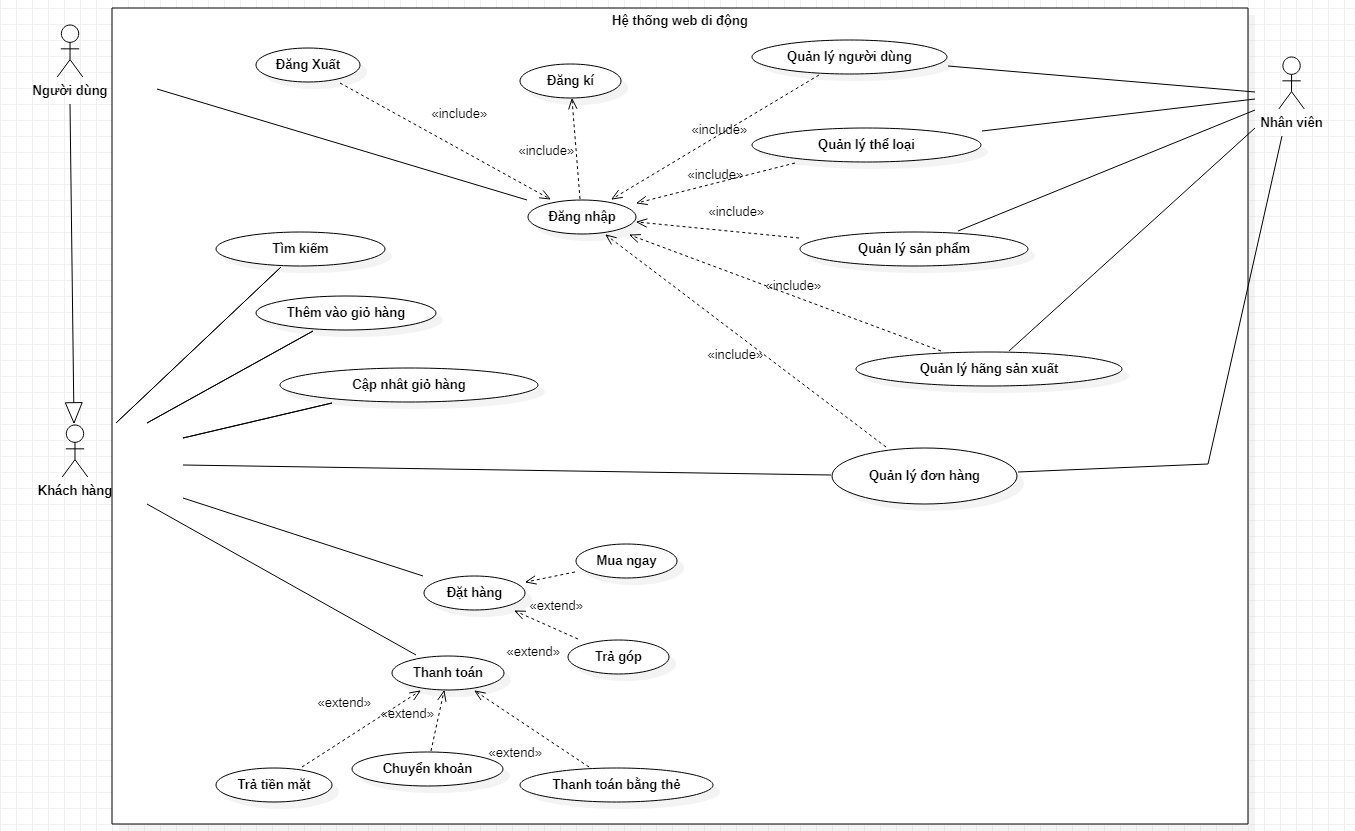 Hệ thống web di động
Người dùng
Đăng Xuất
Đăng kí
Quản lý người dùng
Nhân viên
«include»
«include»
«include»
Quản lý thể loại
«include»
Đăng nhập
«include»
Tìm kiếm
Quản lý sản phẩm
«include»
Thêm vào giỏ hàng
«include»
Quản lý hãng sản xuất
Cập nhât giỏ hàng
Khách hàng
Quản lý đơn hàng
Mua ngay
Đặt hàng
«extend»
«extend»
Trả góp
Thanh toán
«extend»
«extend»
«extend»
Chuyển khoản
Trả tiền mặt
Thanh toán bằng thẻ